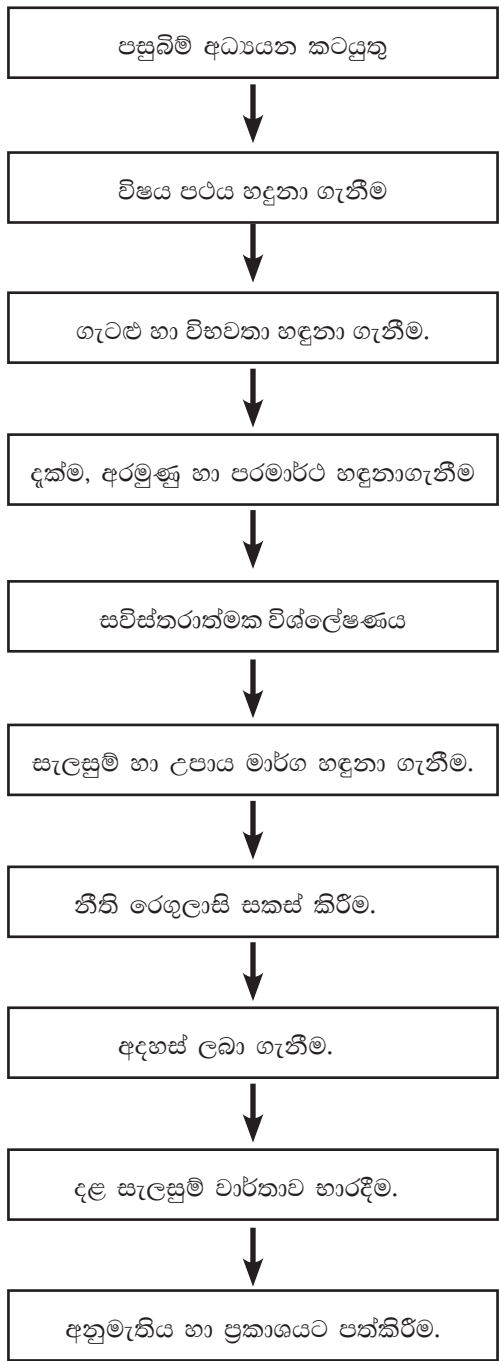 පසුබිම් අධ්‍යයන කටයුතු
විෂය පථය හදුනා ගැනීම
ගැටළු හා විභවතා හඳුනා ගැනීම.
දැක්ම, අරමුණු හා පරමාර්ථ හඳුනාගැනීම
සවිස්තරාත්මක විශ්ලේෂණය
සැලසුම් හා උපාය මාර්ග හඳුනා ගැනීම.
නීති රෙගුලාසි සකස් කිරීම.
අදහස් ලබා ගැනීම.
දළ සැලසුම් වාර්තාව භාරදීම.
අනුමැතිය හා ප්‍රකාශයට පත්කිරීම.